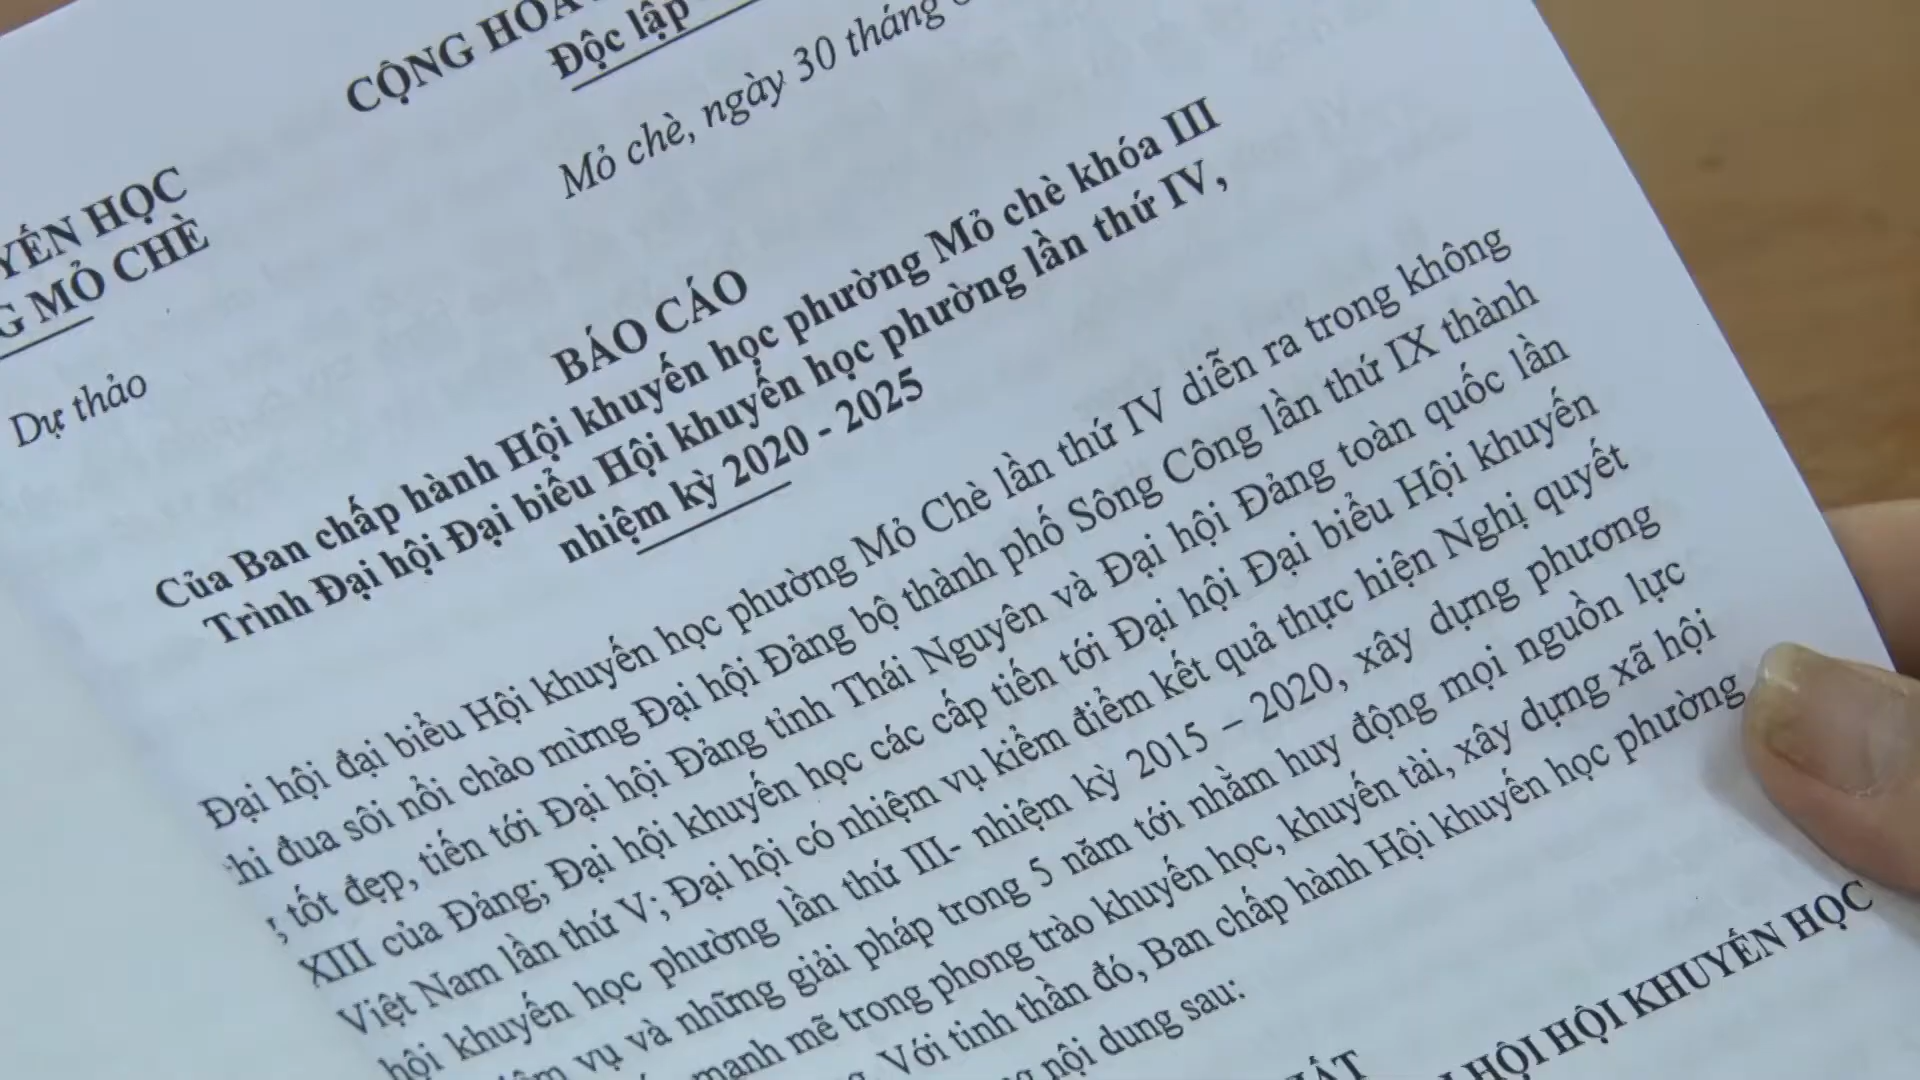 CỘNG HÒA
Độc lập
YẾN HỌC
G MỎ CHÈ
Mỏ chè, ngày 30 tháng
Dự thảo
BÁO CÁO
Của Ban chấp hành Hội khuyến học phường Mỏ chè khóa III
Trình Đại hội Đại biểu Hội khuyến học phường lần thứ IV,
nhiệm kỳ 2020 - 2025
Đại hội đại biểu Hội khuyến học phường Mỏ Chè lần thứ IV diễn ra trong không
thi đua sôi nổi chào mừng Đại hội Đảng bộ thành phố Sông Công lần thứ IX thành
tốt đẹp, tiến tới Đại hội Đảng tỉnh Thái Nguyên và Đại hội Đảng toàn quốc lần
XIII của Đảng; Đại hội khuyến học các cấp tiến tới Đại hội Đại biểu Hội khuyến
Việt Nam lần thứ V; Đại hội có nhiệm vụ kiểm điểm kết quả thực hiện Nghị quyết
hội khuyến học phường lần thứ III- nhiệm kỳ 2015 – 2020, xây dựng phương
vụ và những giải pháp trong 5 năm tới nhằm huy động mọi nguồn lực
mạnh mẽ trong phong trào khuyến học, khuyến tài, xây dựng xã hội
Với tinh thần đó, Ban chấp hành Hội khuyến học phường
nội dung sau:
HỘI HỘI KHUYẾN HỌC